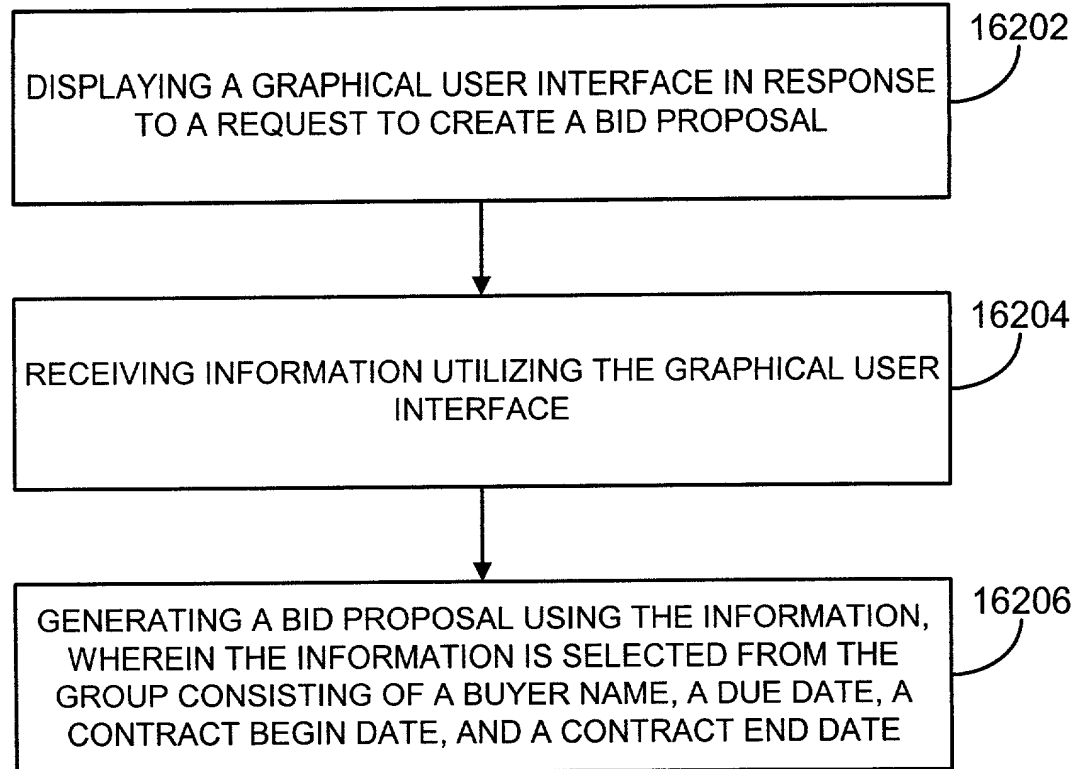 16202
DISPLAYING A GRAPHICAL USER INTERFACE IN RESPONSE
TO A REQUEST TO CREATE A BID PROPOSAL
16204
RECEIVING INFORMATION UTILIZING THE GRAPHICAL USER
INTERFACE
16206
GENERATING A BID PROPOSAL USING THE INFORMATION,
WHEREIN THE INFORMATION IS SELECTED FROM THE
GROUP CONSISTING OF A BUYER NAME, A DUE DATE, A
CONTRACT BEGIN DATE, AND A CONTRACT END DATE